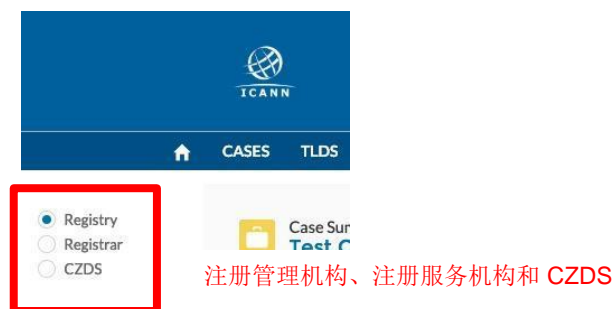 ICANN
CASES TLDS
Registry
Registrar
CZDS
Case Sur
Test C
注册管理机构、注册服务机构和 CZDS